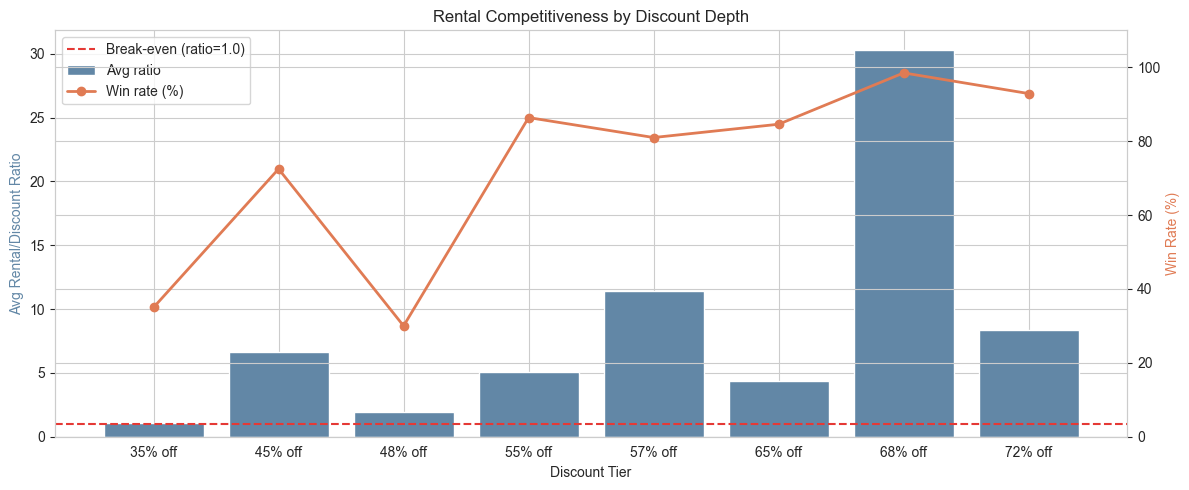 Rental Competitiveness by Discount Depth
Break-even (ratio=1.0)
Avg ratio
Win rate (%)
Avg Rental/Discount Ratio
30
25
20
15
10
5
0
100
80
60
40
20
0
Win Rate (%)
35% off 45% off 48% off 55% off 57% off 65% off 68% off 72% off
Discount Tier